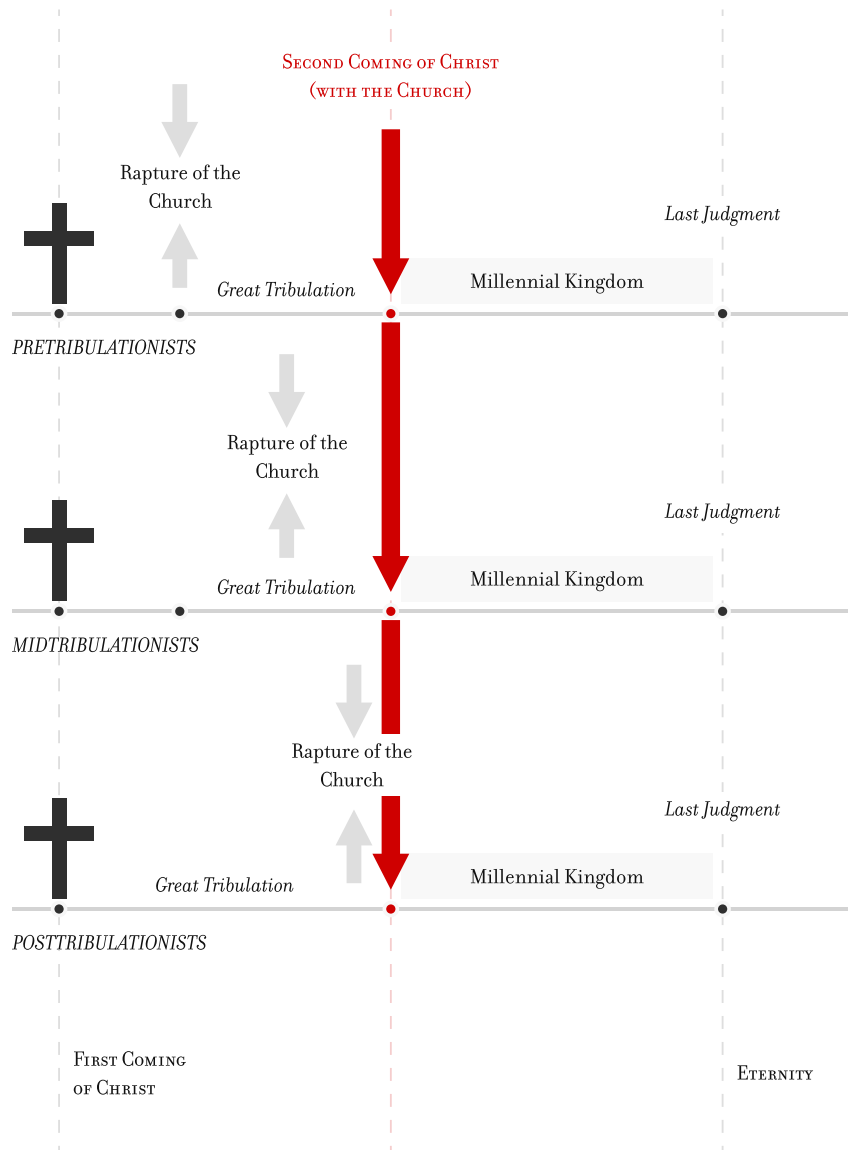 Second Coming of Christ
(with the Church)
Rapture of the
Church
Last Judgment
Great Tribulation
Millennial Kingdom
PRETRIBULATIONISTS
Rapture of the
Church
Last Judgment
Great Tribulation
Millennial Kingdom
MIDTRIBULATIONISTS
Rapture of the
Church
Last Judgment
Great Tribulation
Millennial Kingdom
POSTTRIBULATIONISTS
First Coming
of Christ
Eternity